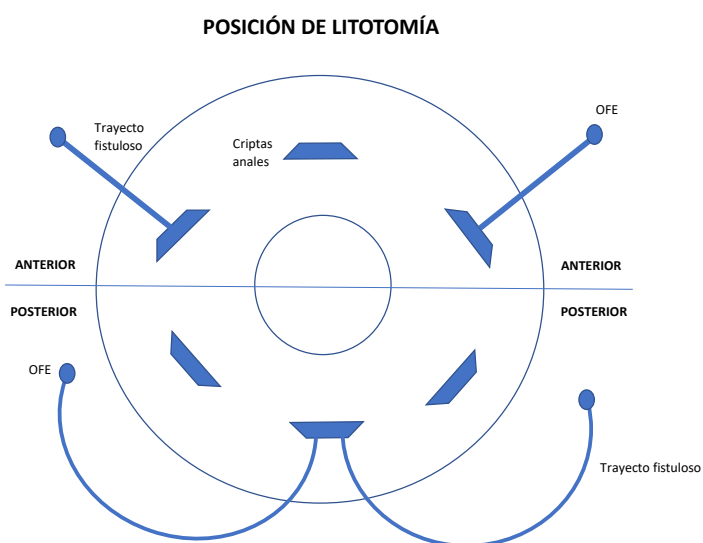 POSICIÓN DE LITOTOMÍA
OFE
Trayecto
fistuloso
Criptas
anales
ANTERIOR
ANTERIOR
POSTERIOR
POSTERIOR
OFE
Trayecto fistuloso